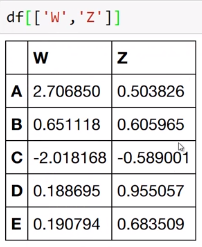 df[['W','Z']]
W Z
A 2.706850 0.503826
B 0.651118 0.605965
C -2.018168 -0.589001
D 0.188695 0.955057
E 0.190794 0.683509